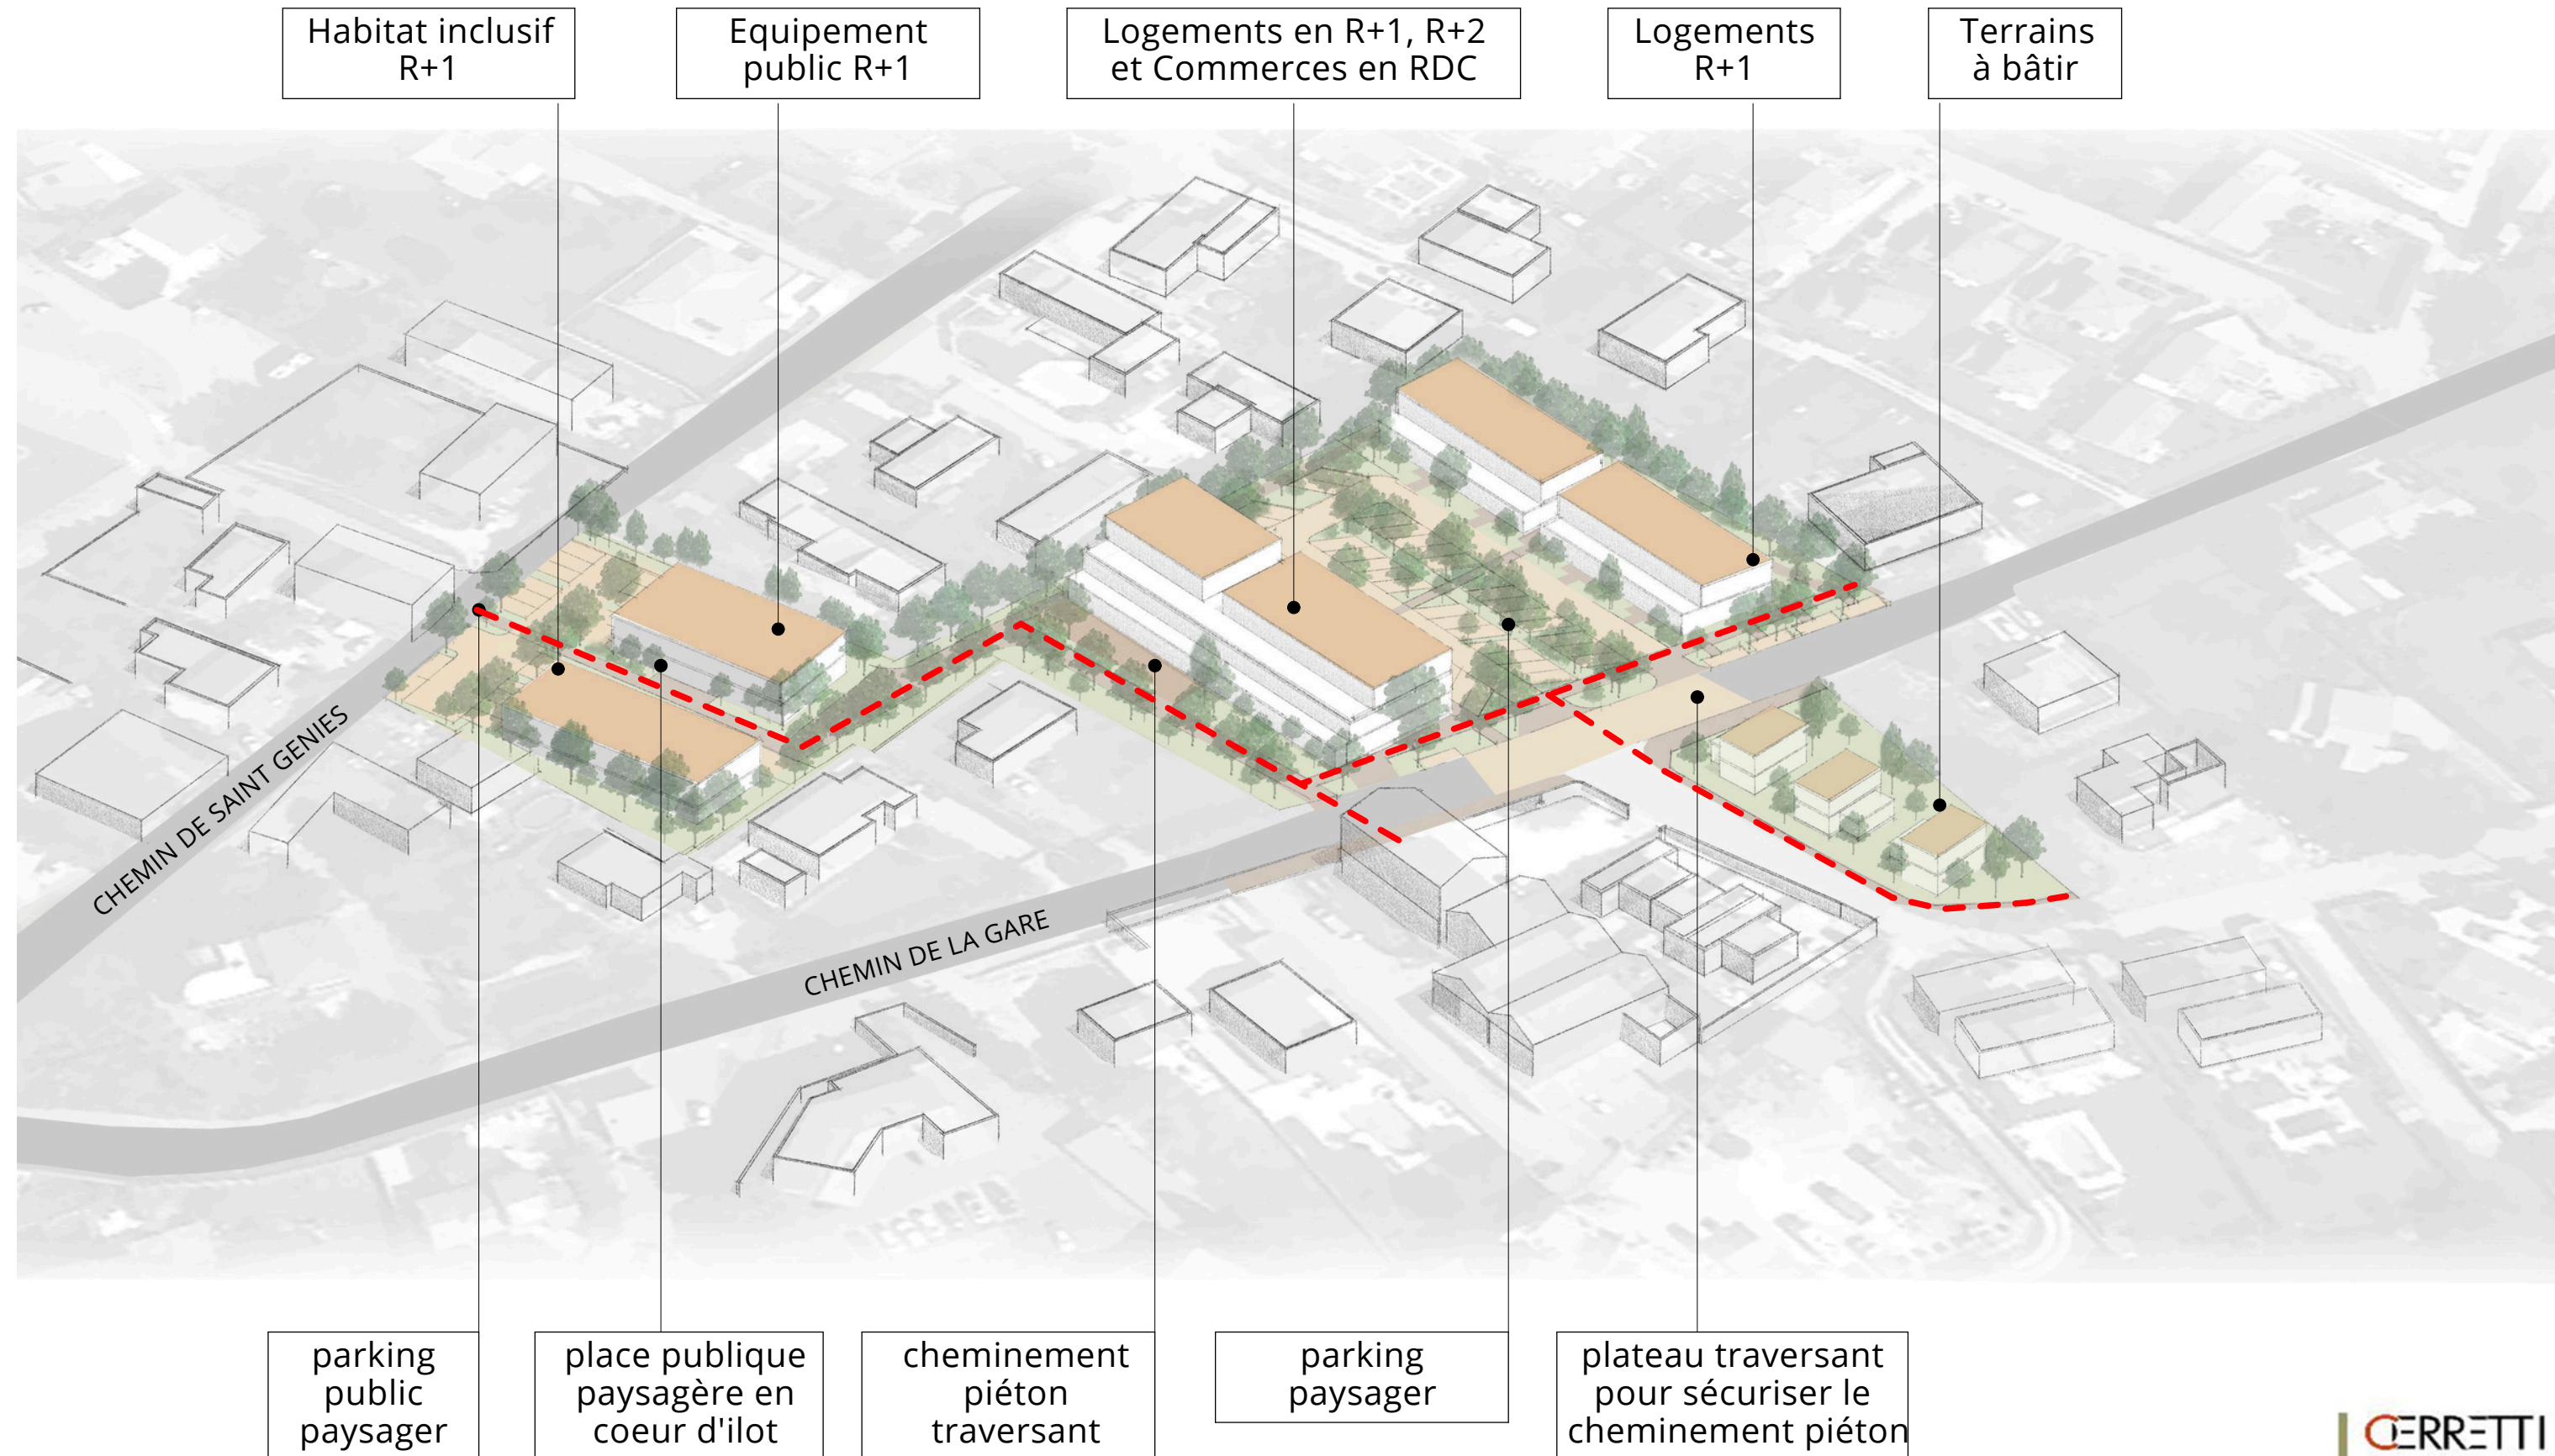 Habitat inclusif
R+1
Equipement
public R+1
Logements en R+1, R+2
et Commerces en RDC
Logements
R+1
Terrains
à bâtir
CHEMIN DE SAINT GENIES
CHEMIN DE LA GARE
parking
public
paysager
place publique
paysagère en
coeur d'ilot
cheminement
piéton
traversant
parking
paysager
plateau traversant
pour sécuriser le
cheminement piéton
CERRETTI